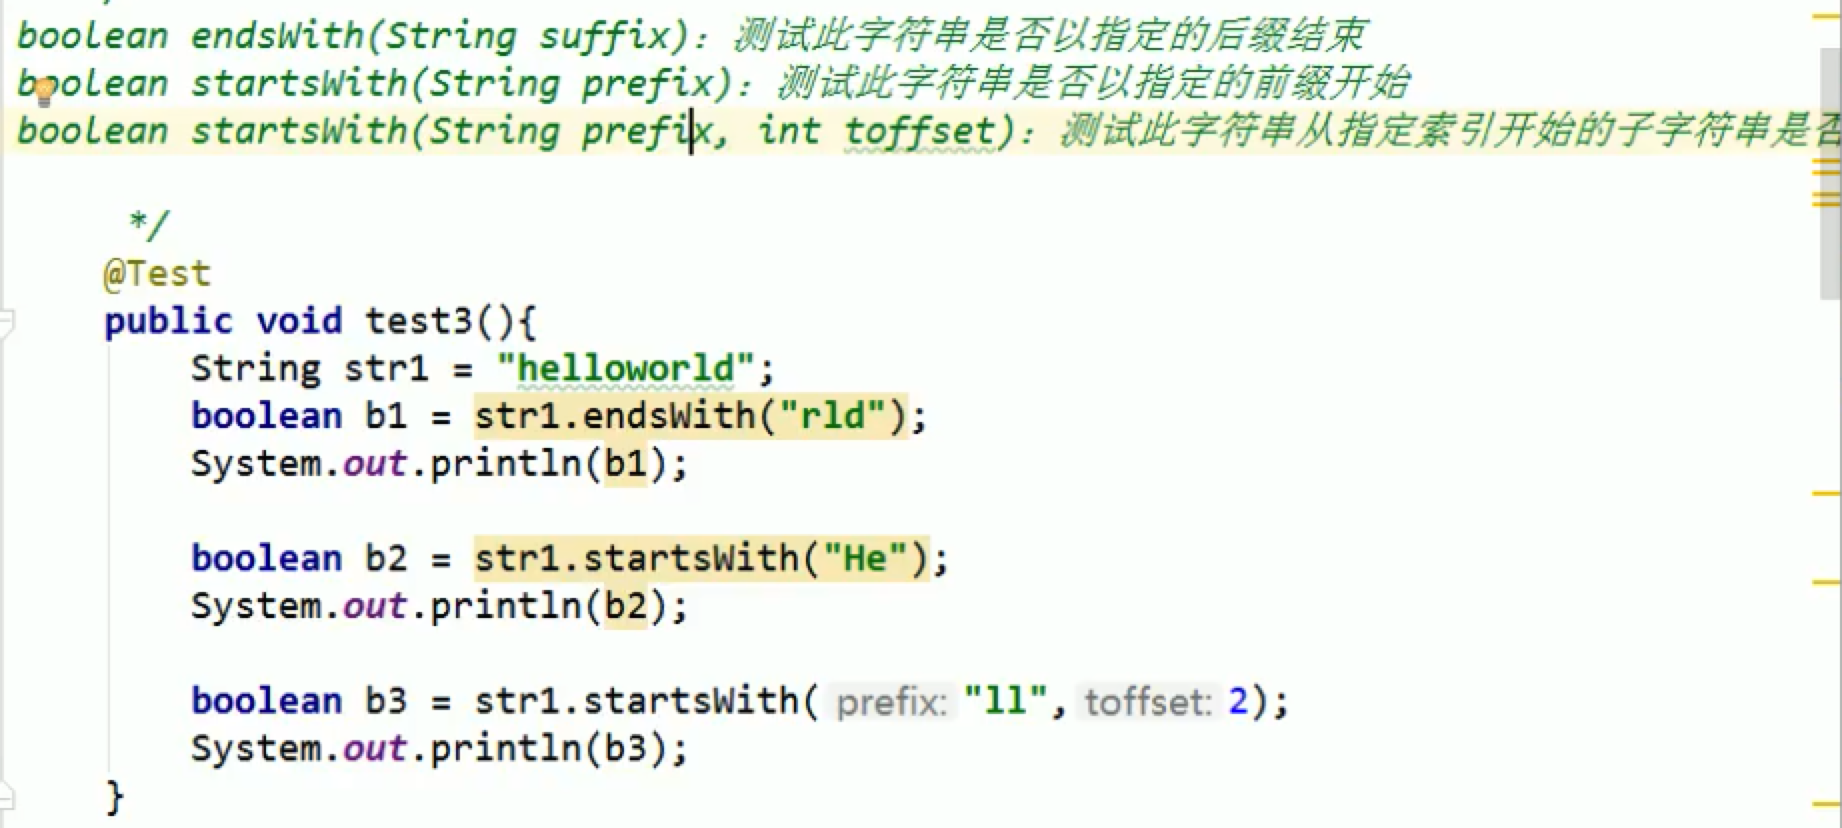 boolean endsWith(String suffix): 测试此字符串是否以指定的后缀结束
boolean startsWith(String prefix): 测试此字符串是否以指定的前缀开始
boolean startsWith(String prefix, int toffset): 测试此字符串从指定索引开始的子字符串是否
*/
@Test
public void test3(){
String str1 = "helloworld";
boolean b1 = str1.endsWith("rld");
System.out.println(b1);
boolean b2 = str1.startsWith("He");
System.out.println(b2);
boolean b3 = str1.startsWith( prefix: "ll", toffset: 2);
System.out.println(b3);
}